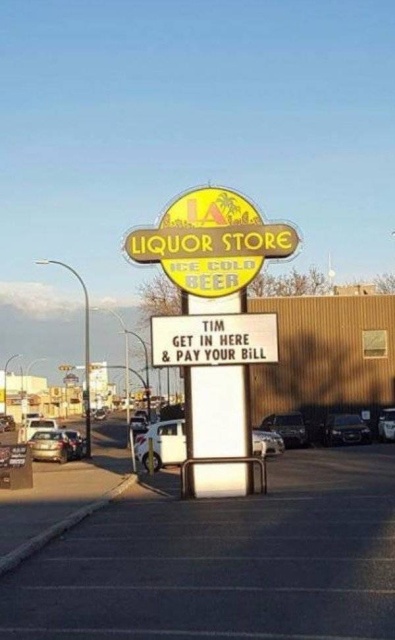 LA
LIQUOR STORE
ICE COLD
BEER
TIM
GET IN HERE
& PAY YOUR BILL